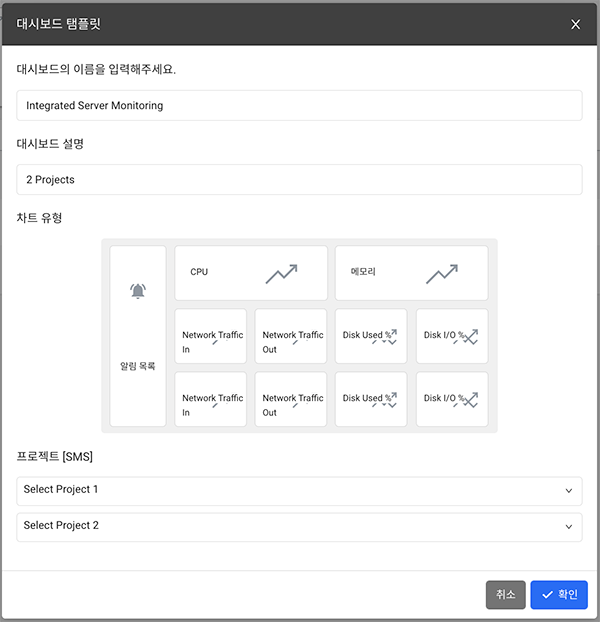 대시보드 탬플릿
대시보드의 이름을 입력해주세요.
Integrated Server Monitoring
대시보드 설명
2 Projects
차트 유형
알림 목록
CPU
메모리
Network Traffic
In
Network Traffic
Out
Disk Used %
Disk I/O %
Network Traffic
In
Network Traffic
Out
Disk Used %
Disk I/O %
프로젝트 [SMS]
Select Project 1
Select Project 2
취소
확인